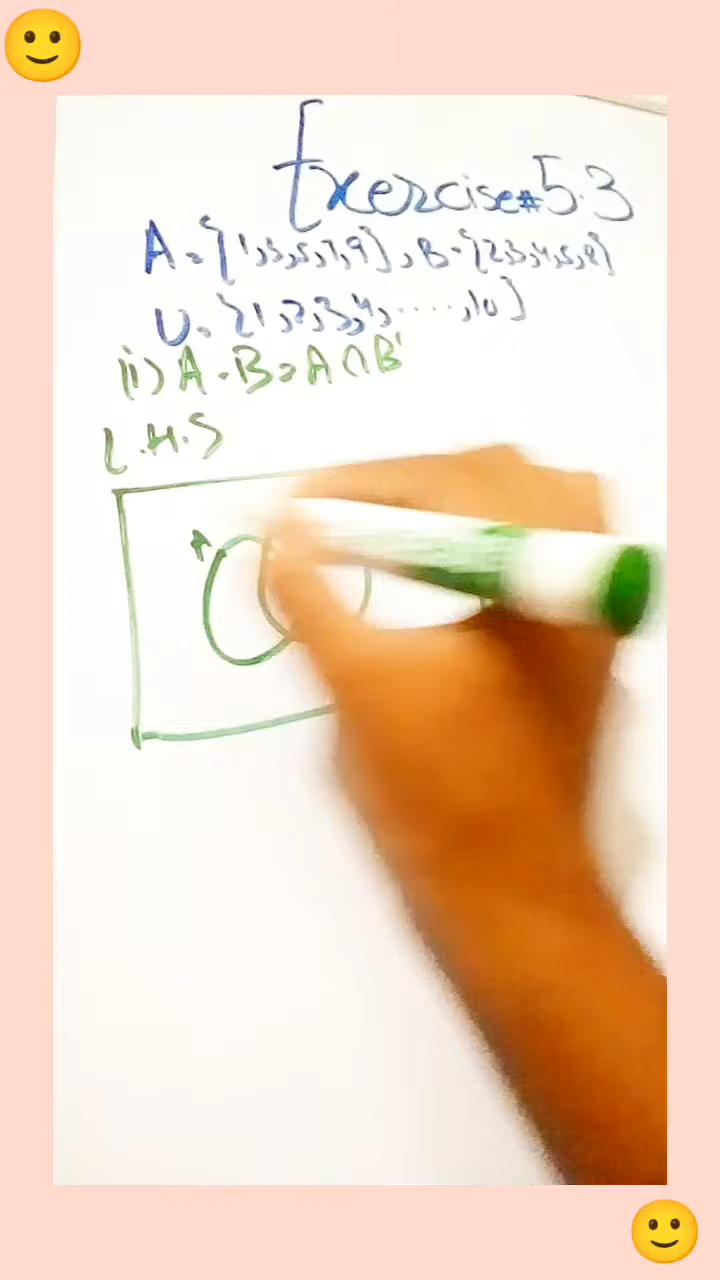 Exercise#5.3
A={1,3,5,7,9}, B={2,3,4,5,8}
U={1,2,3,4,.....,10}
(i) A-B=A∩B'
L.H.S
A